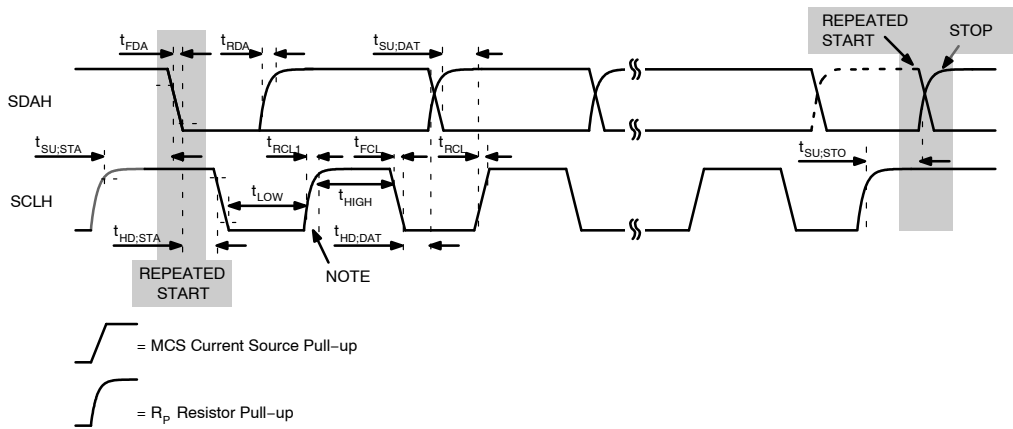 REPEATED
START
STOP
tFDA
tRDA
tSU;DAT
SDAH
tSU;STA
tRCL1
tFCL
tRCL
tSU;STO
SCLH
tLOW
tHIGH
tHD;STA
tHD;DAT
REPEATED
START
NOTE
= MCS Current Source Pull−up
= RP Resistor Pull−up